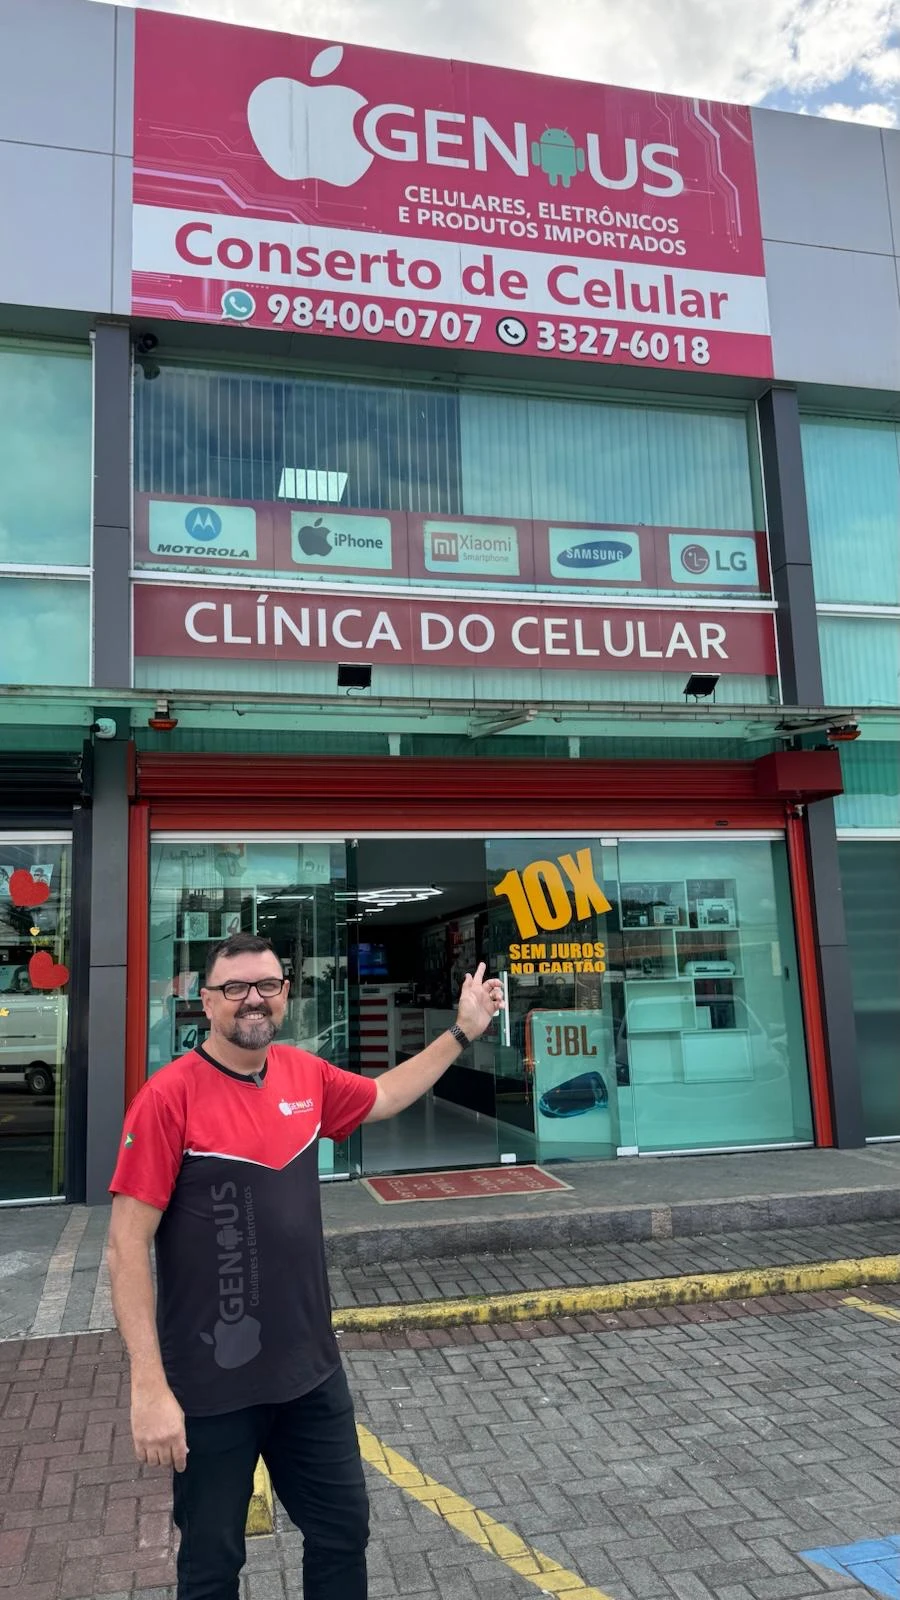 GENIUS
CELULARES, ELETRÔNICOS
E PRODUTOS IMPORTADOS
Conserto de Celular
98400-0707 3327-6018
MOTOROLA iPhone mi Xiaomi Smartphone SAMSUNG LG
CLÍNICA DO CELULAR
10X
SEM JUROS
NO CARTÃO
JBL
GENIUS
GENIUS
Celulares e Eletrônicos